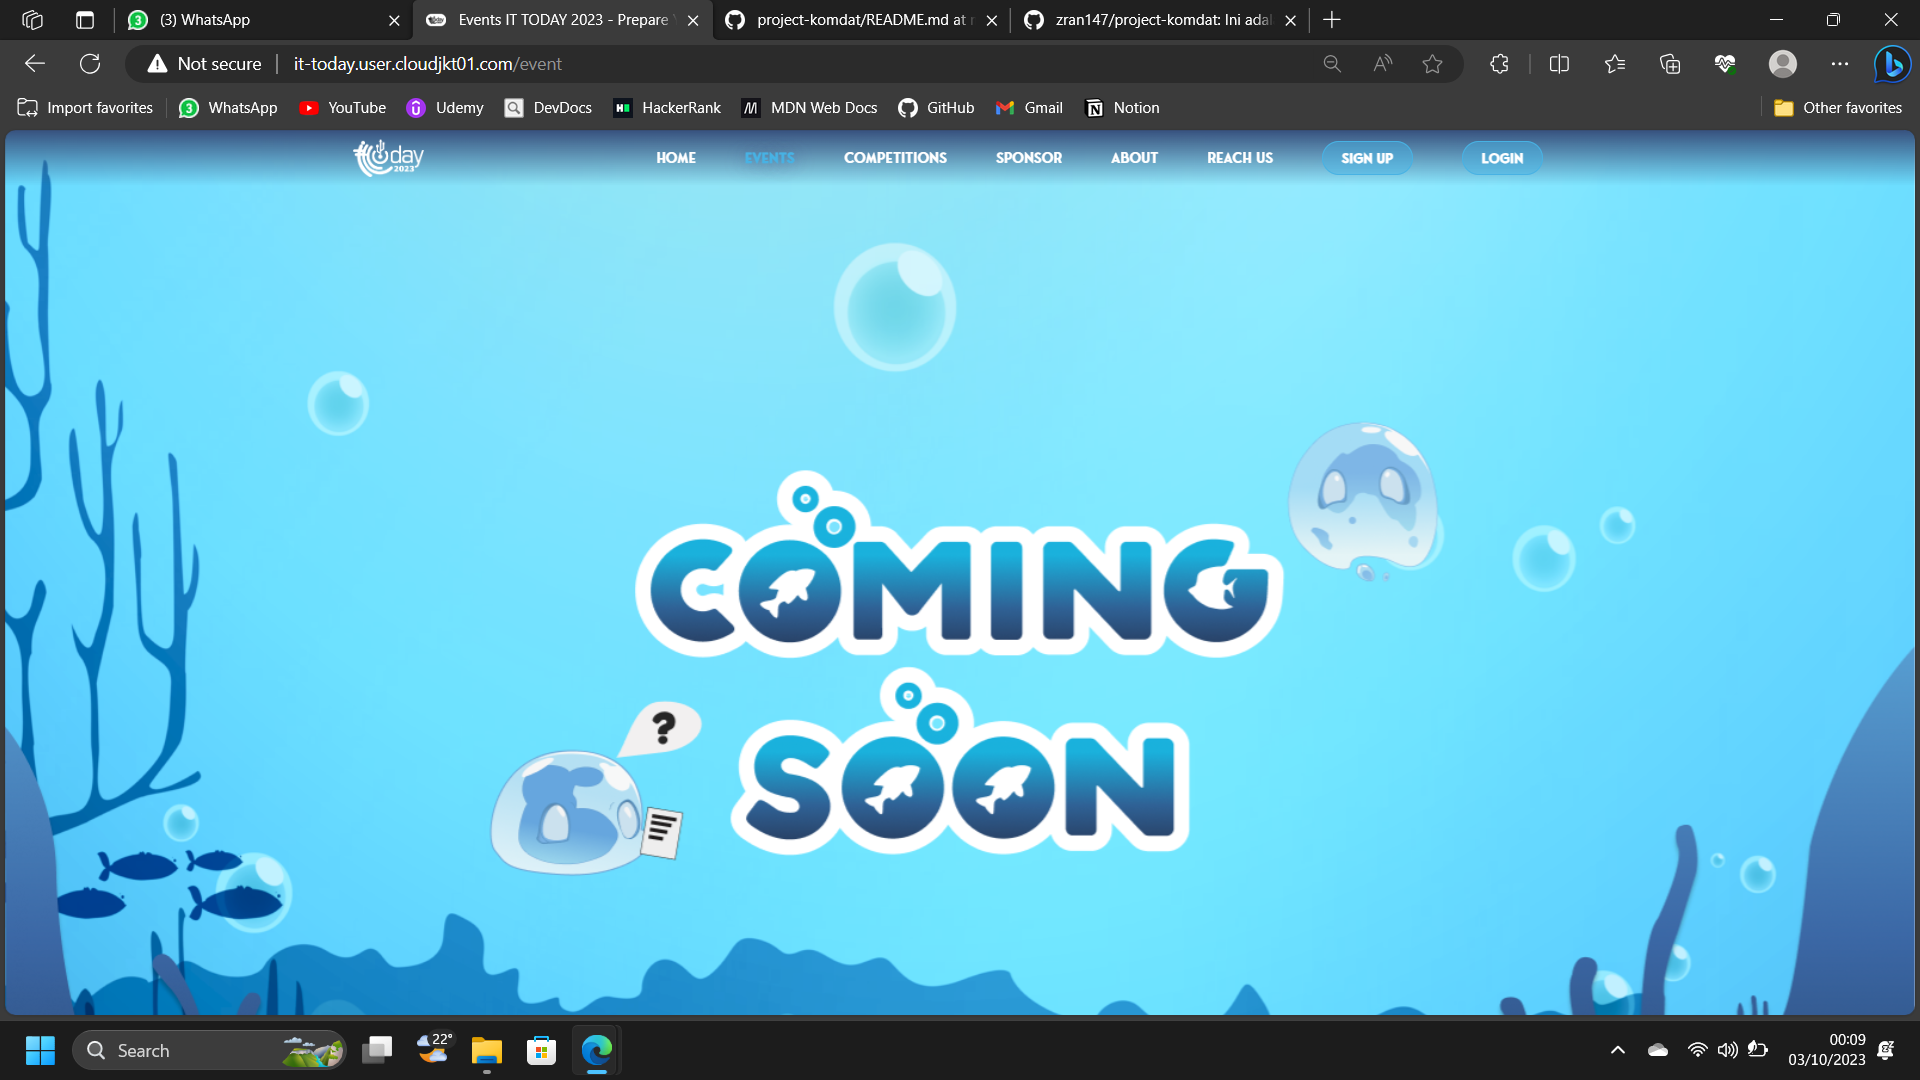 (3) WhatsApp
Events IT TODAY 2023 - Prepare Y
project-komdat/README.md at
zran147/project-komdat: Ini adal
Not secure
it-today.user.cloudjkt01.com/event
Import favorites
3
WhatsApp
YouTube
Udemy
DevDocs
HackerRank
MDN Web Docs
GitHub
Gmail
Notion
Other favorites
day
2023
HOME
EVENTS
COMPETITIONS
SPONSOR
ABOUT
REACH US
SIGN UP
LOGIN
COMING
?
SOON
Search
22°
00:09
03/10/2023